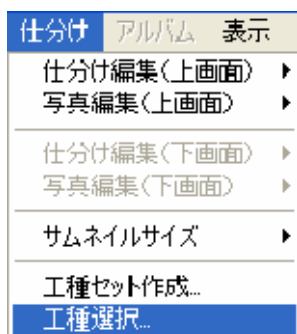 仕分け アルバム 表示
仕分け編集(上画面)
写真編集(上画面)
仕分け編集(下画面)
写真編集(下画面)
サムネイルサイズ
工種セット作成...
工種選択...